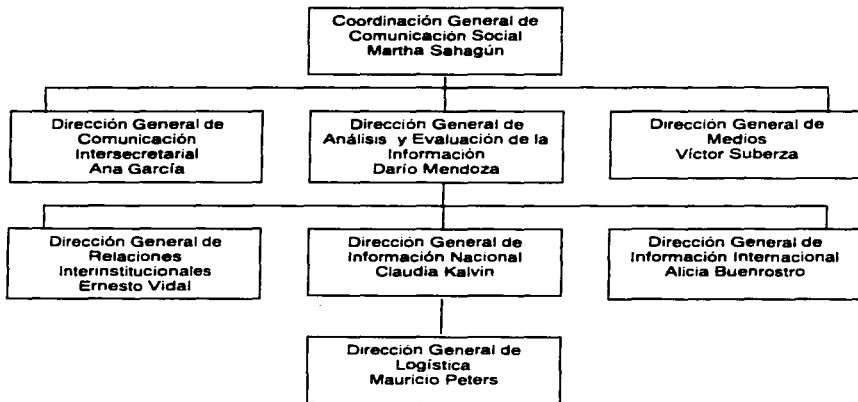 Coordinación General de
Comunicación Social
Martha Sahagún
Dirección General de
Comunicación
Intersecretarial
Ana García
Dirección General de
Análisis y Evaluación de la
Información
Darío Mendoza
Dirección General de
Medios
Víctor Suberza
Dirección General de
Relaciones
Interinstitucionales
Ernesto Vidal
Dirección General de
Información Nacional
Claudia Kalvin
Dirección General de
Información Internacional
Alicia Buenrostro
Dirección General de
Logística
Mauricio Peters